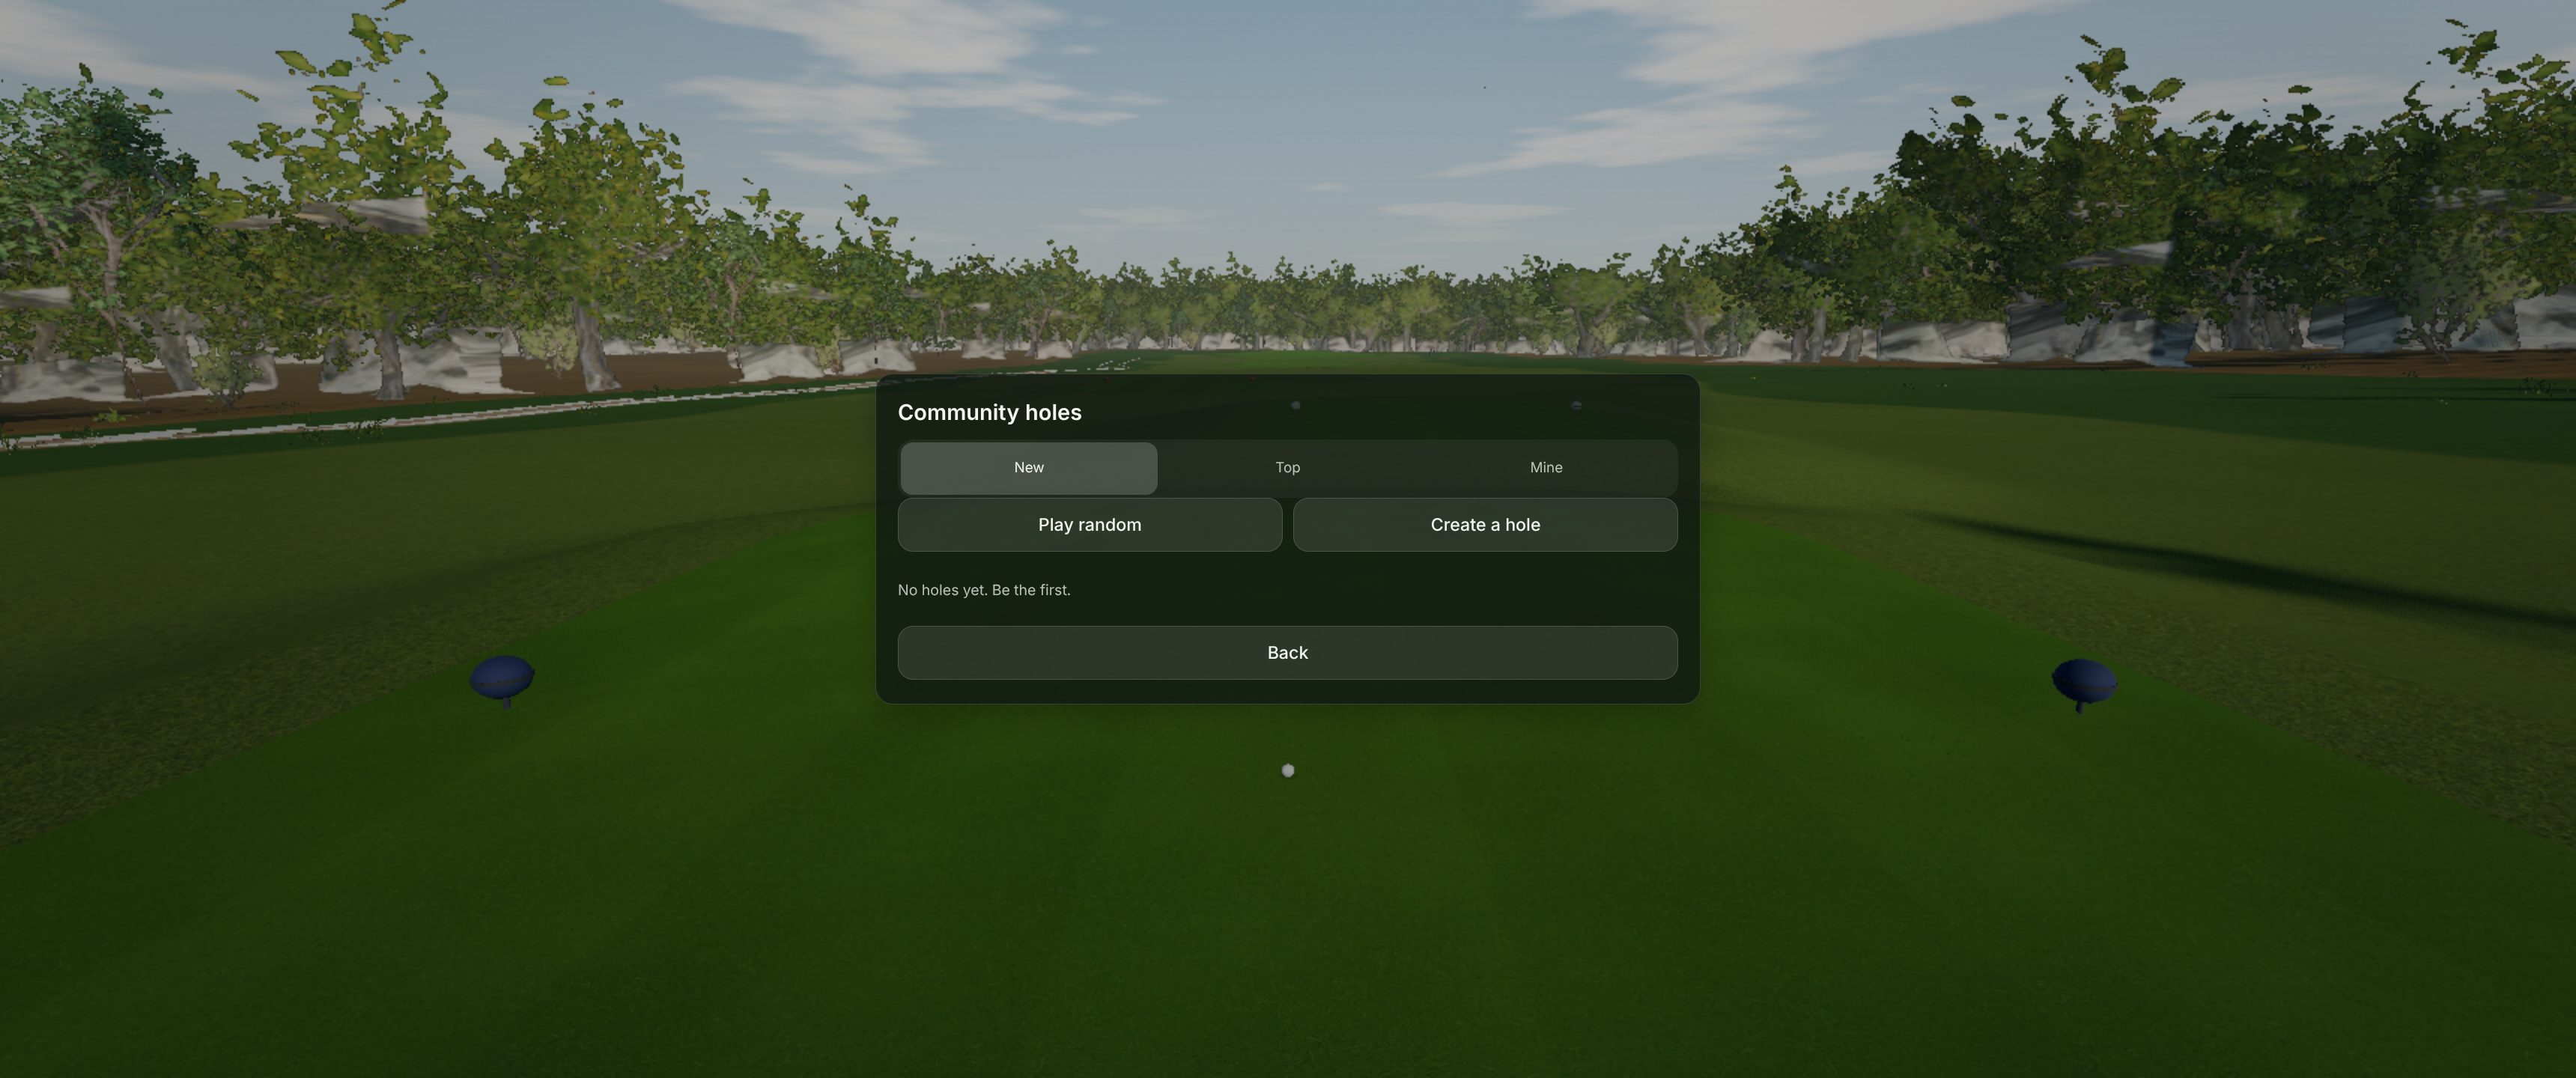 Community holes
New Top Mine
Play random Create a hole
No holes yet. Be the first.
Back